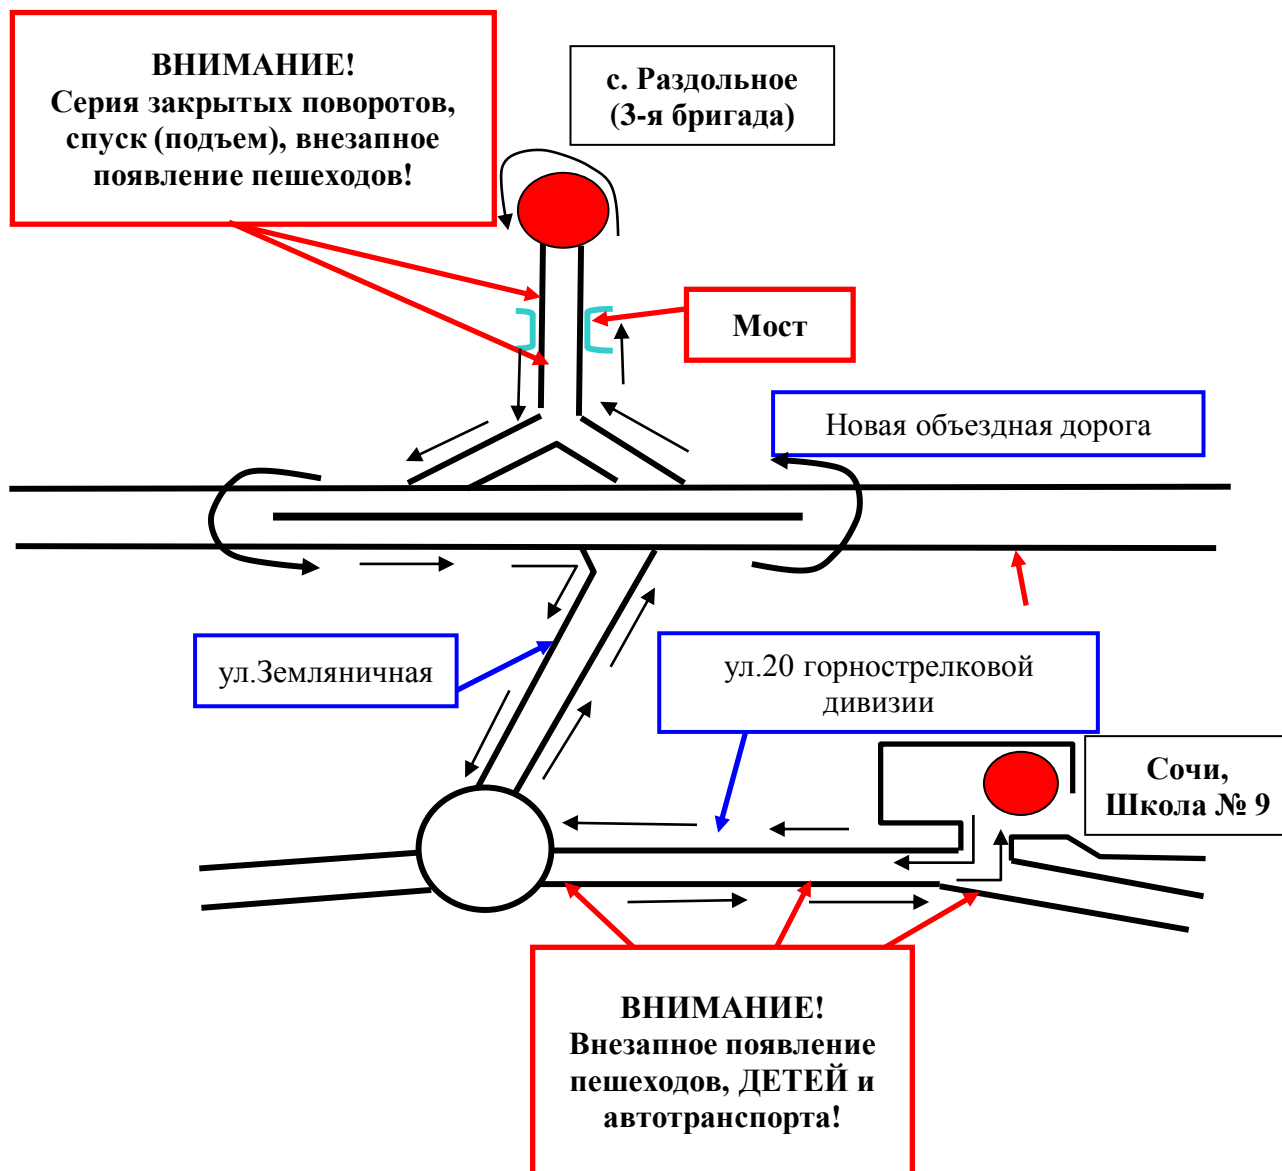 ВНИМАНИЕ!
Серия закрытых поворотов,
спуск (подъем), внезапное
появление пешеходов!
с. Раздольное
(3-я бригада)
Мост
Новая объездная дорога
ул.Земляничная
ул.20 горнострелковой
дивизии
Сочи,
Школа № 9
ВНИМАНИЕ!
Внезапное появление
пешеходов, ДЕТЕЙ и
автотранспорта!